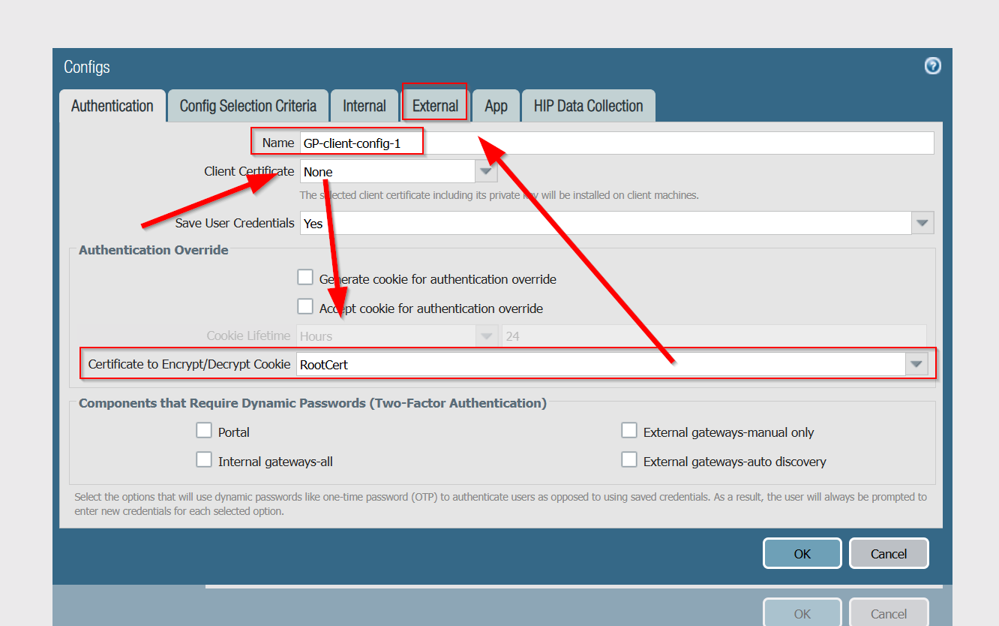 Configs
Authentication Config Selection Criteria Internal External App HIP Data Collection
Name GP-client-config-1
Client Certificate None
The selected client certificate including its private key will be installed on client machines.
Save User Credentials Yes
Authentication Override
Generate cookie for authentication override
Accept cookie for authentication override
Cookie Lifetime Hours 24
Certificate to Encrypt/Decrypt Cookie RootCert
Components that Require Dynamic Passwords (Two-Factor Authentication)
Portal External gateways-manual only
Internal gateways-all External gateways-auto discovery
Select the options that will use dynamic passwords like one-time password (OTP) to authenticate users as opposed to using saved credentials. As a result, the user will always be prompted to
enter new credentials for each selected option.
OK Cancel
OK Cancel